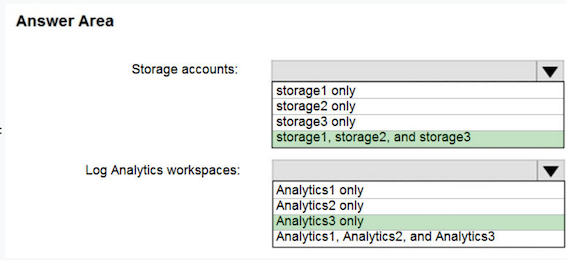 Answer Area
Storage accounts:
storage1 only
storage2 only
storage3 only
storage1, storage2, and storage3
Log Analytics workspaces:
Analytics1 only
Analytics2 only
Analytics3 only
Analytics1, Analytics2, and Analytics3